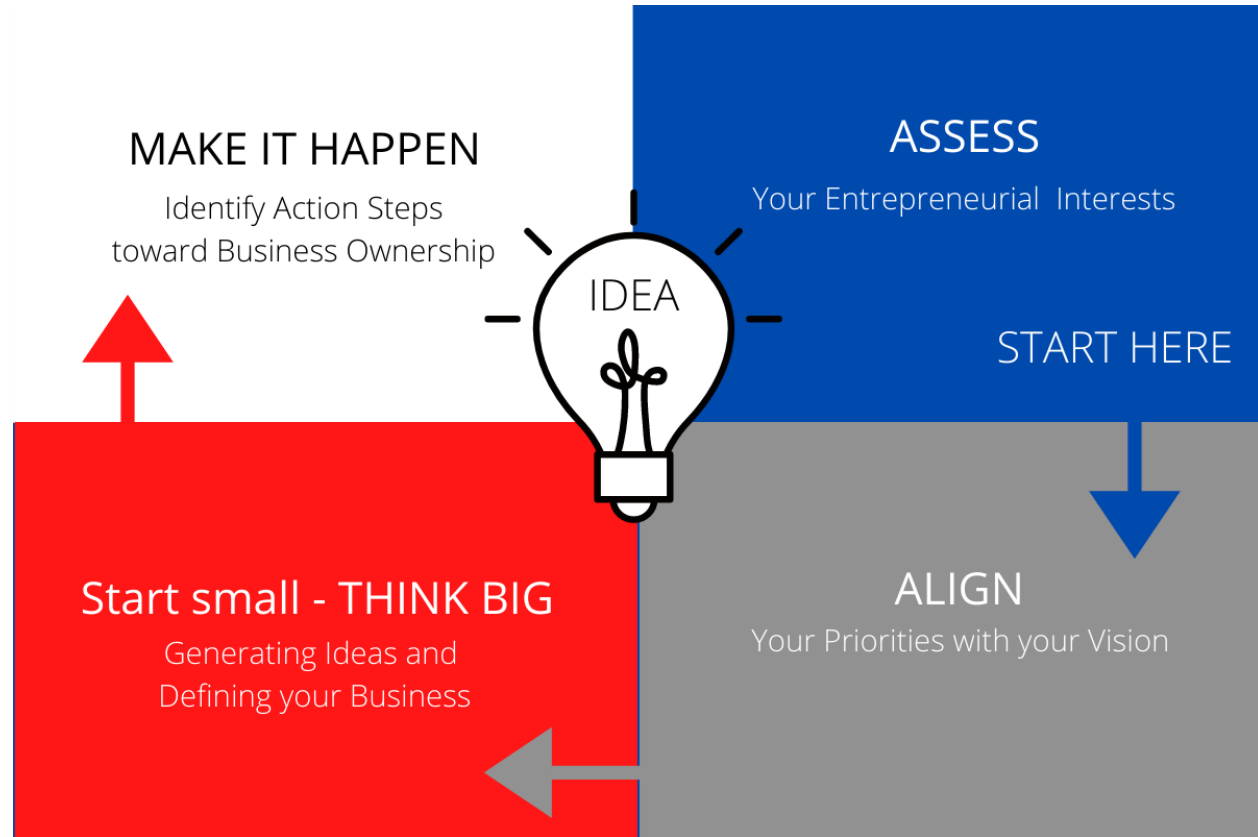 MAKE IT HAPPEN
Identify Action Steps
toward Business Ownership
ASSESS
Your Entrepreneurial Interests
IDEA
START HERE
Start small - THINK BIG
Generating Ideas and
Defining your Business
ALIGN
Your Priorities with your Vision